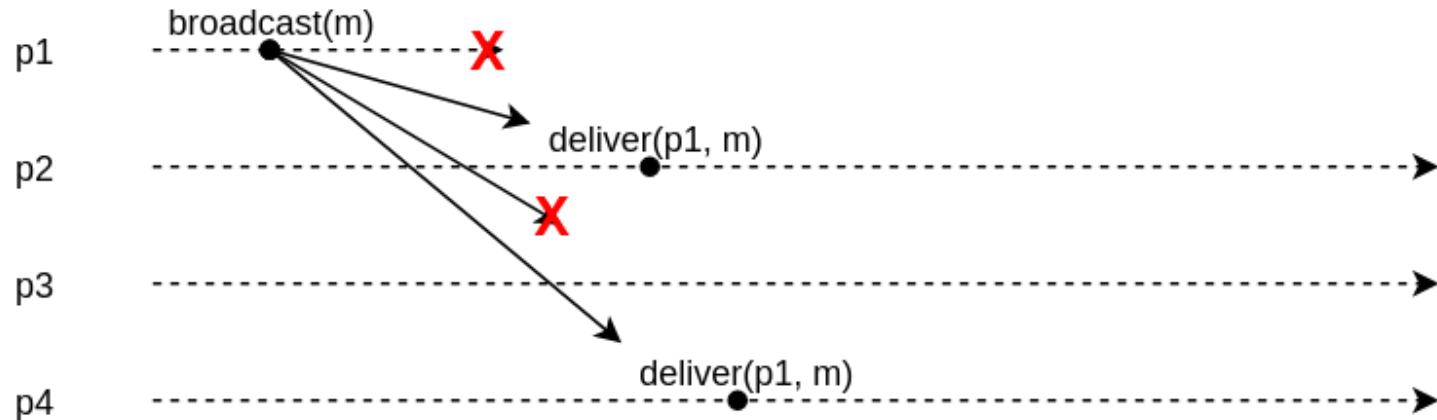 broadcast(m)
p1
X
deliver(p1, m)
p2
X
p3
deliver(p1, m)
p4